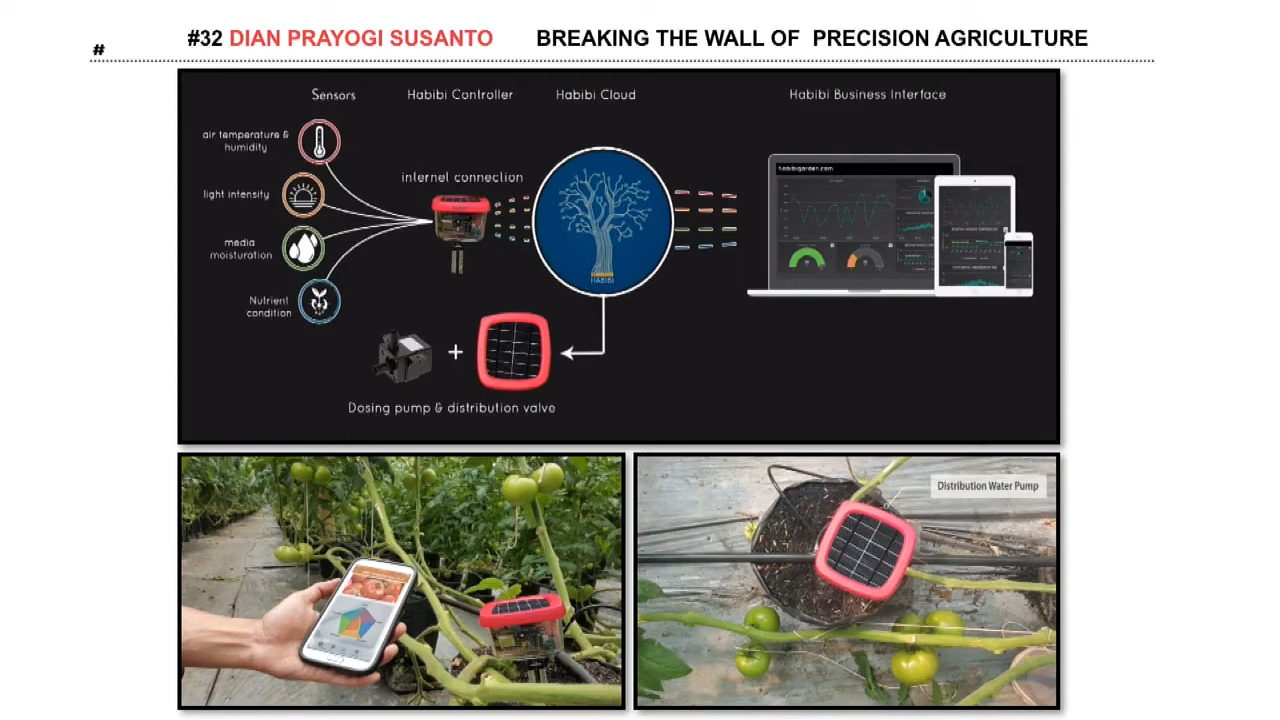 #32 DIAN PRAYOGI SUSANTO BREAKING THE WALL OF PRECISION AGRICULTURE
#
Sensors
Habibi Controller
Habibi Cloud
Habibi Business Interface
air temperature &
humidity
light intensity
media
moisturation
Nutrient
condition
internet connection
HABIBI
habibigarden.com
Dosing pump & distribution valve
Distribution Water Pump